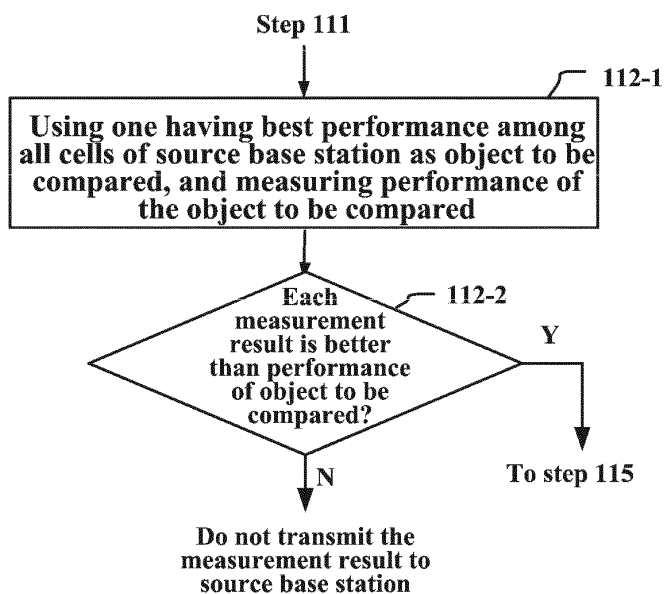 Step 111
112-1
Using one having best performance among
all cells of source base station as object to be
compared, and measuring performance of
the object to be compared
112-2
Each
measurement
result is better
than performance
of object to be
compared?
Y
To step 115
N
Do not transmit the
measurement result to
source base station